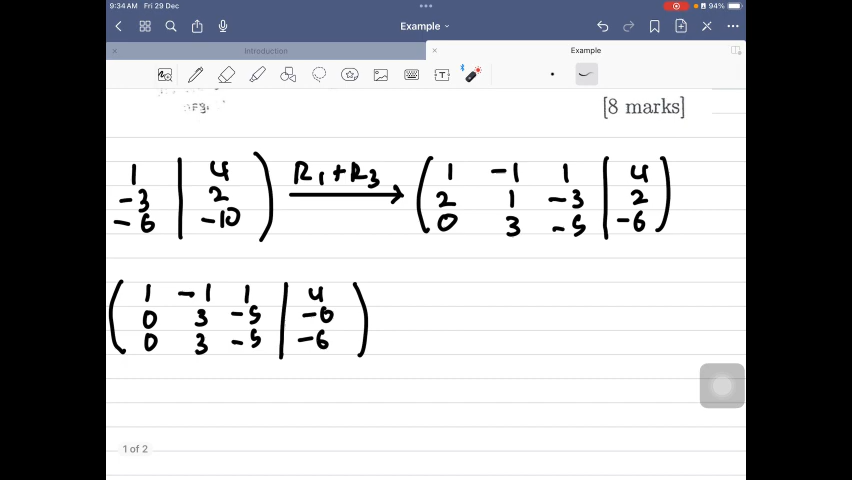 9:34 AM Fri 29 Dec
94%
Example
Introduction
Example
[8 marks]
1 | 4 ) R₁ + R₃ ( 1 -1 1 | 4 )
-3 | 2 → 2 1 -3 | 2
-6 | -10 0 3 -5 | -6
( 1 -1 1 | 4 )
0 3 -5 | -6
0 3 -5 | -6
1 of 2